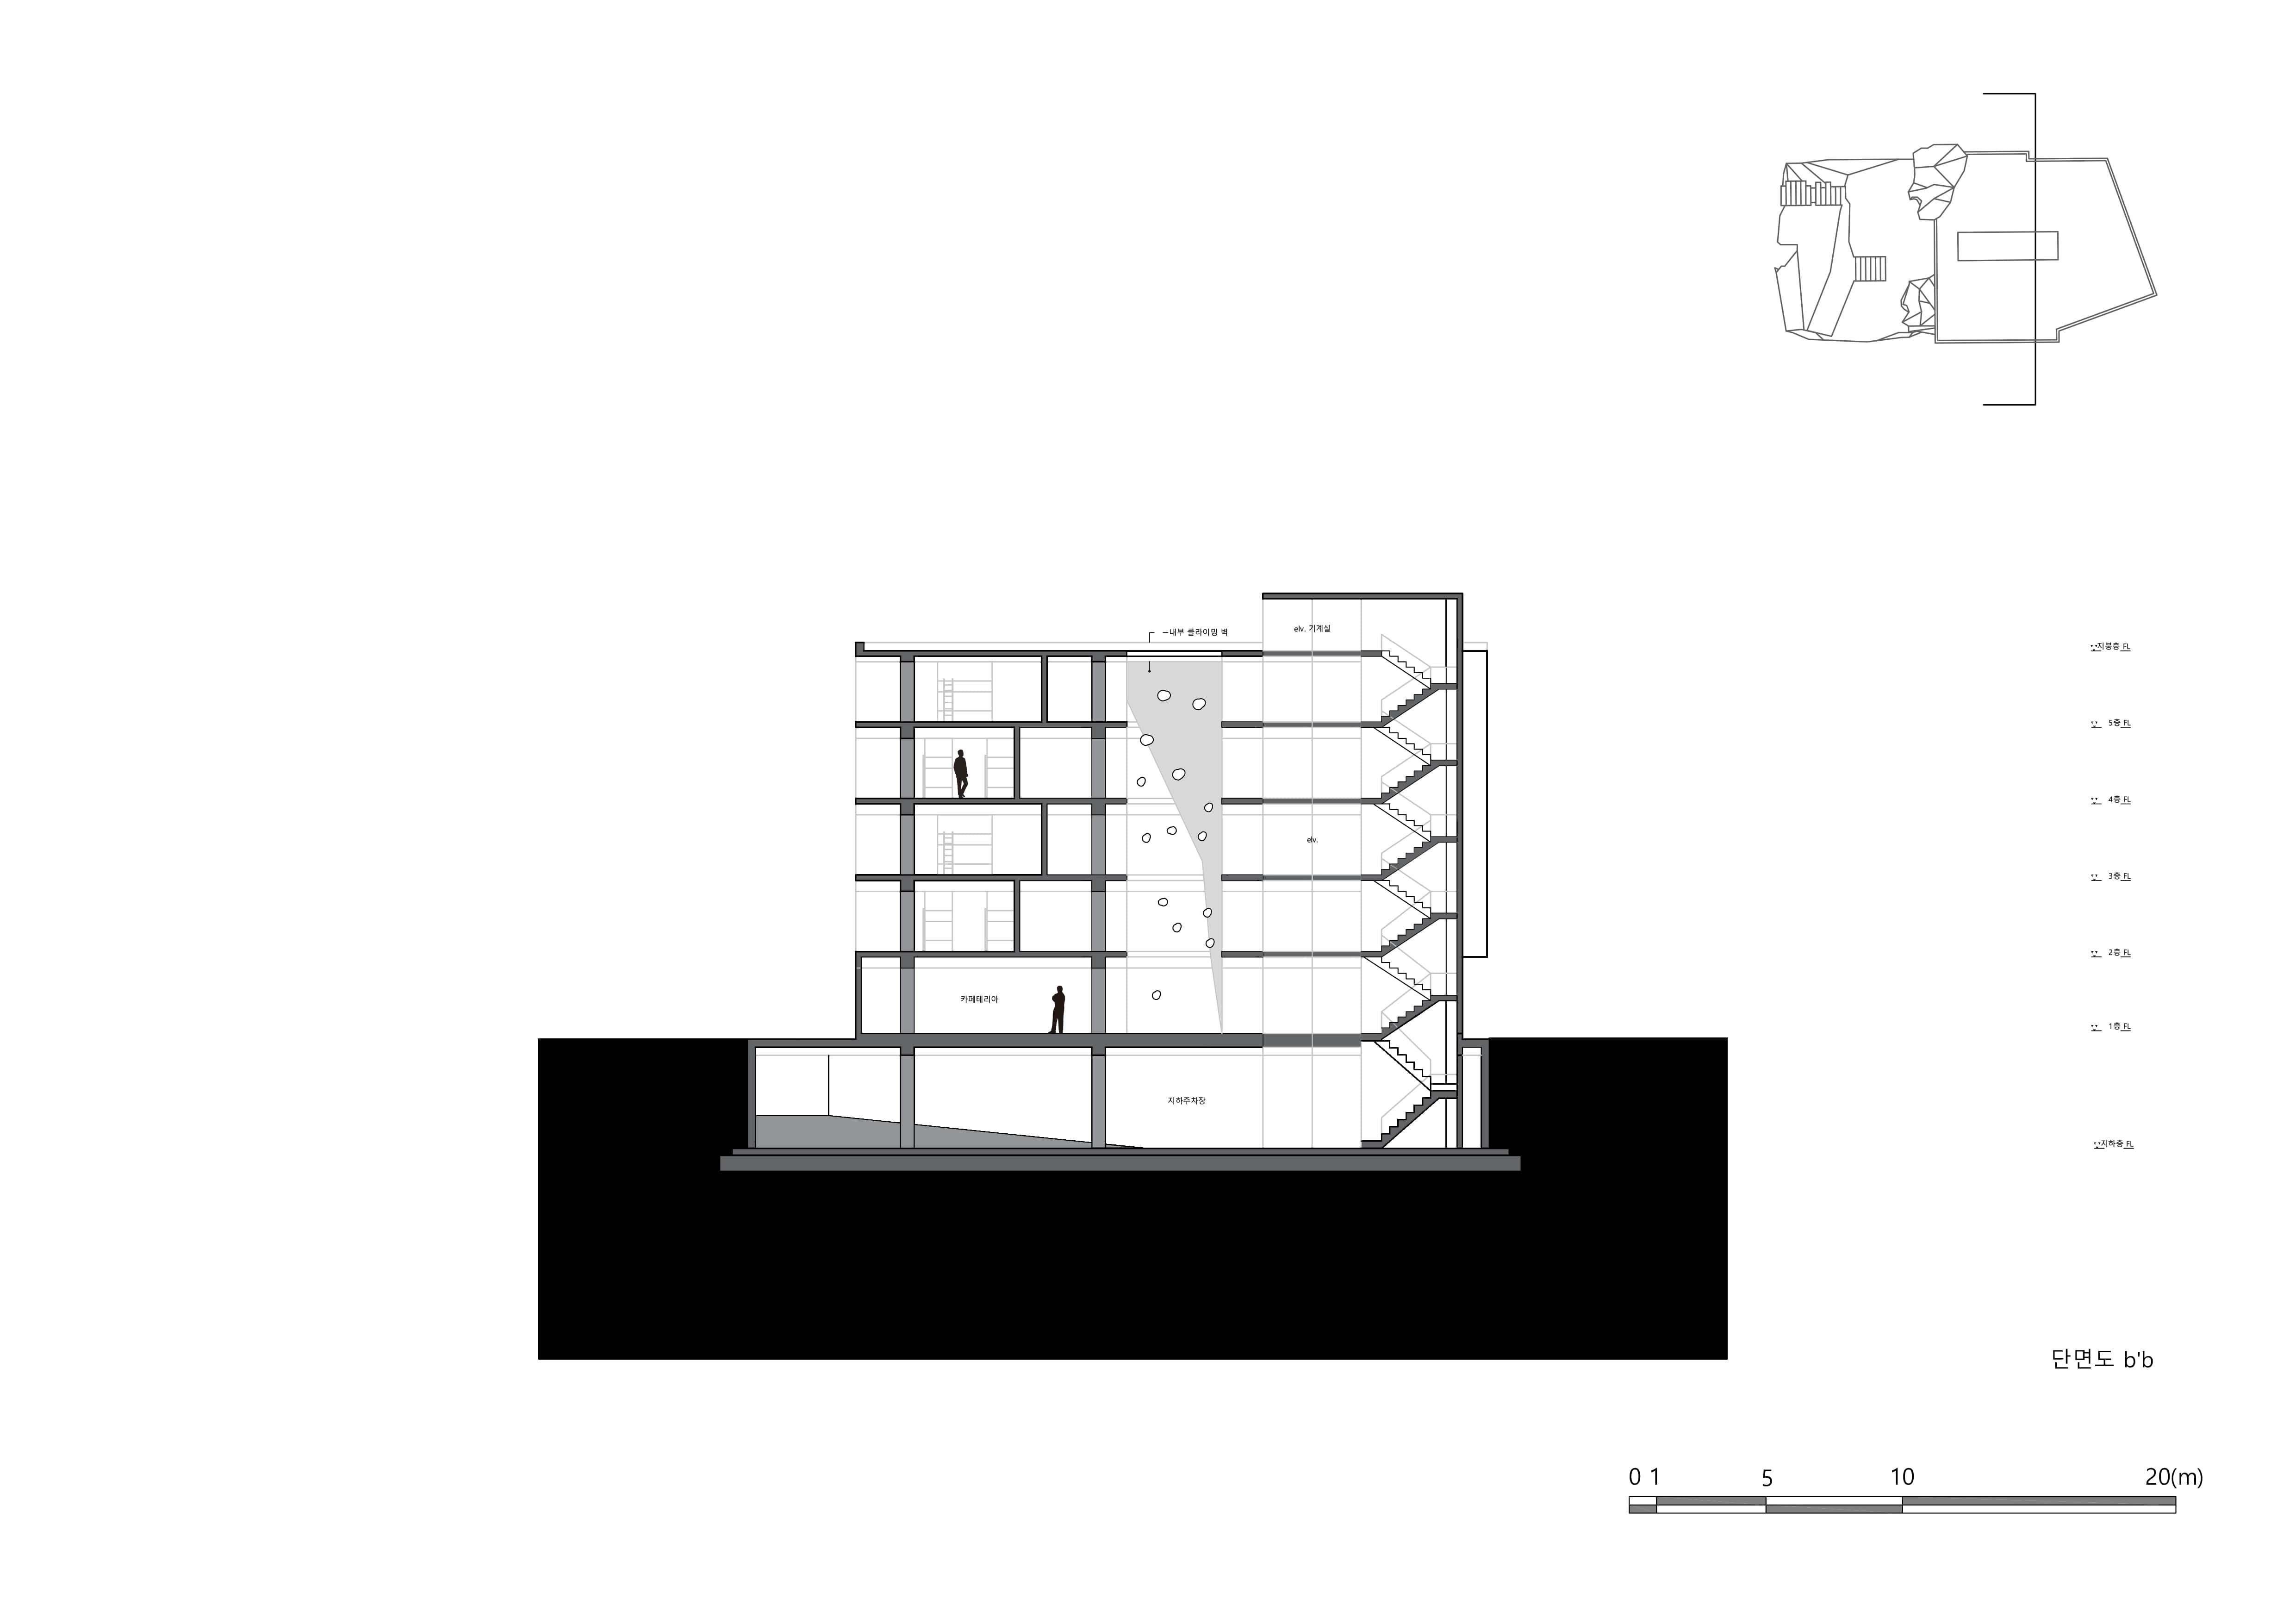 내부 클라이밍 벽
elv. 기계실
지붕층 FL
5층 FL
4층 FL
elv.
3층 FL
2층 FL
카페테리아
1층 FL
지하주차장
지하층 FL
단면도 b'b
0 1 5 10 20(m)